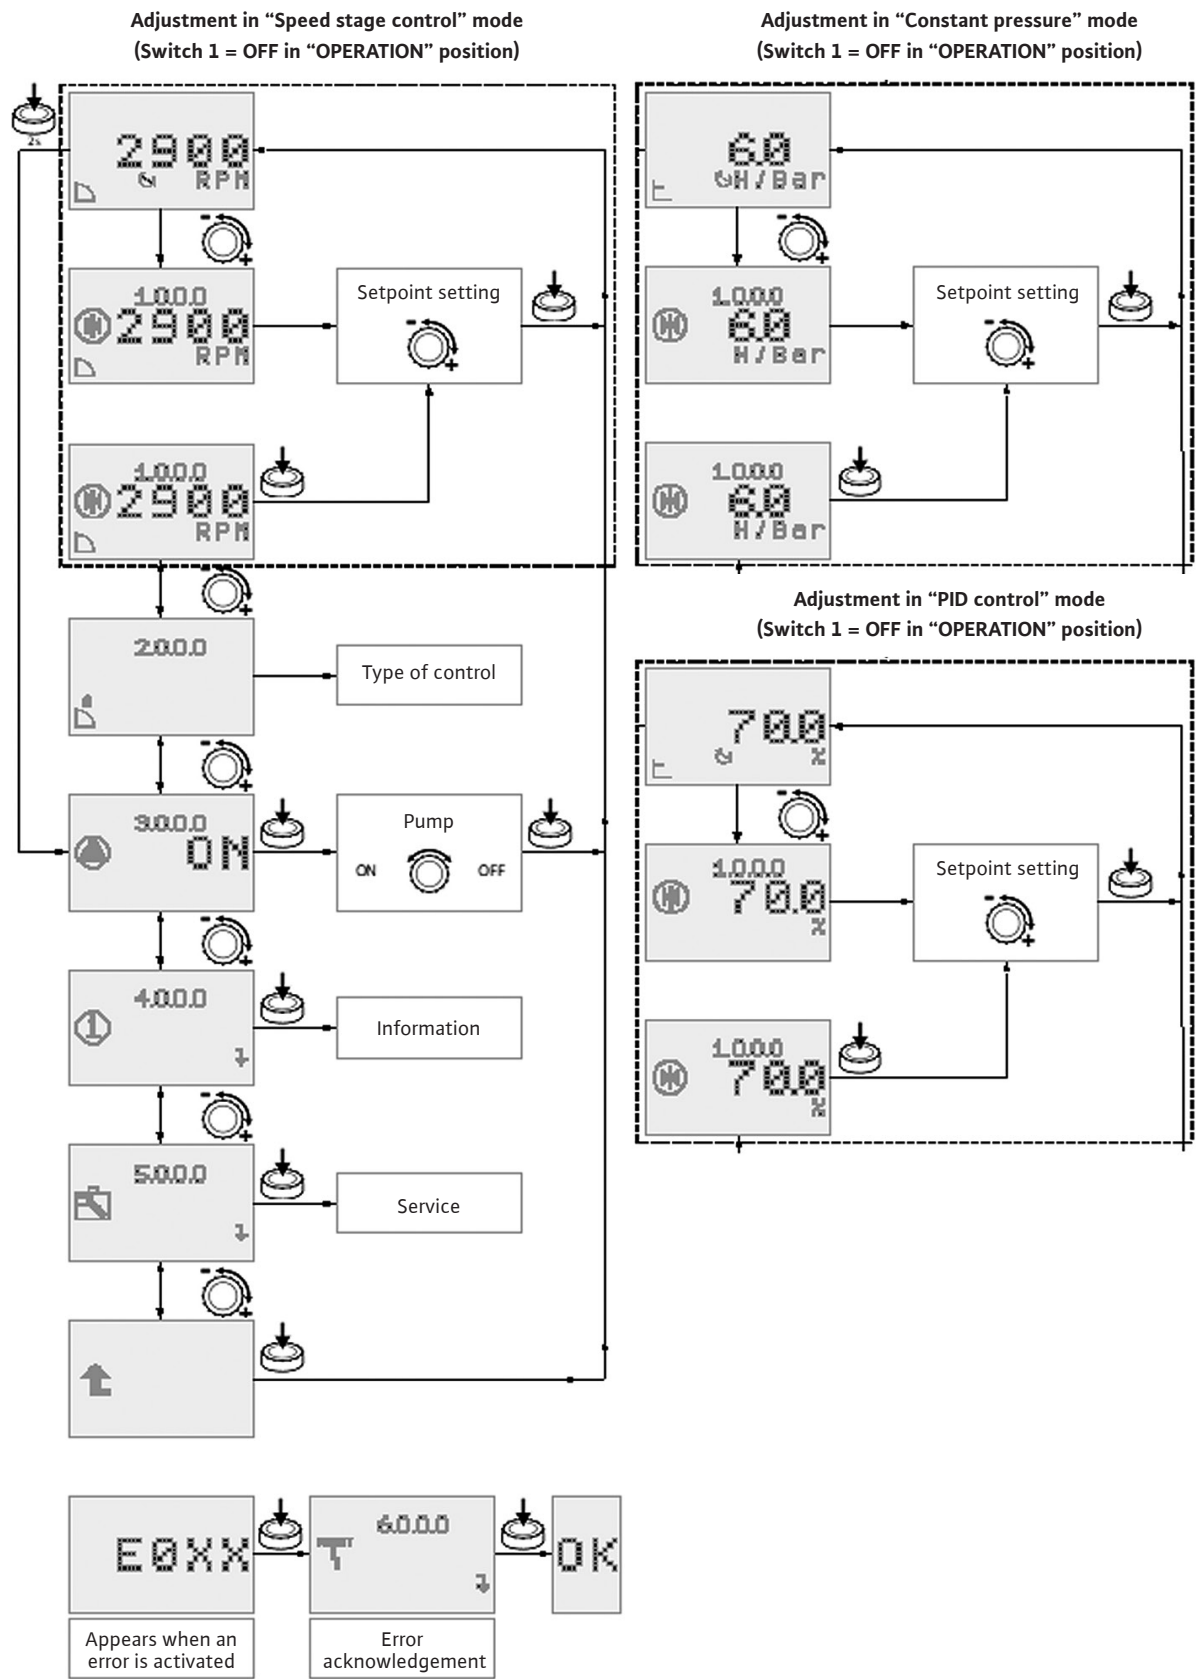 Adjustment in “Speed stage control” mode
(Switch 1 = OFF in “OPERATION” position)
2s
2900
RPM
1.0.0.0
2900
RPM
Setpoint setting
- +
1.0.0.0
2900
RPM
2.0.0.0
Type of control
3.0.0.0
ON
Pump
ON OFF
4.0.0.0
1
Information
5.0.0.0
Service
E0XX
6.0.0.0
OK
Appears when an
error is activated
Error
acknowledgement
Adjustment in “Constant pressure” mode
(Switch 1 = OFF in “OPERATION” position)
6.0
H/Bar
1.0.0.0
6.0
H/Bar
Setpoint setting
- +
1.0.0.0
6.0
H/Bar
Adjustment in “PID control” mode
(Switch 1 = OFF in “OPERATION” position)
70.0
%
1.0.0.0
70.0
%
Setpoint setting
- +
1.0.0.0
70.0
%